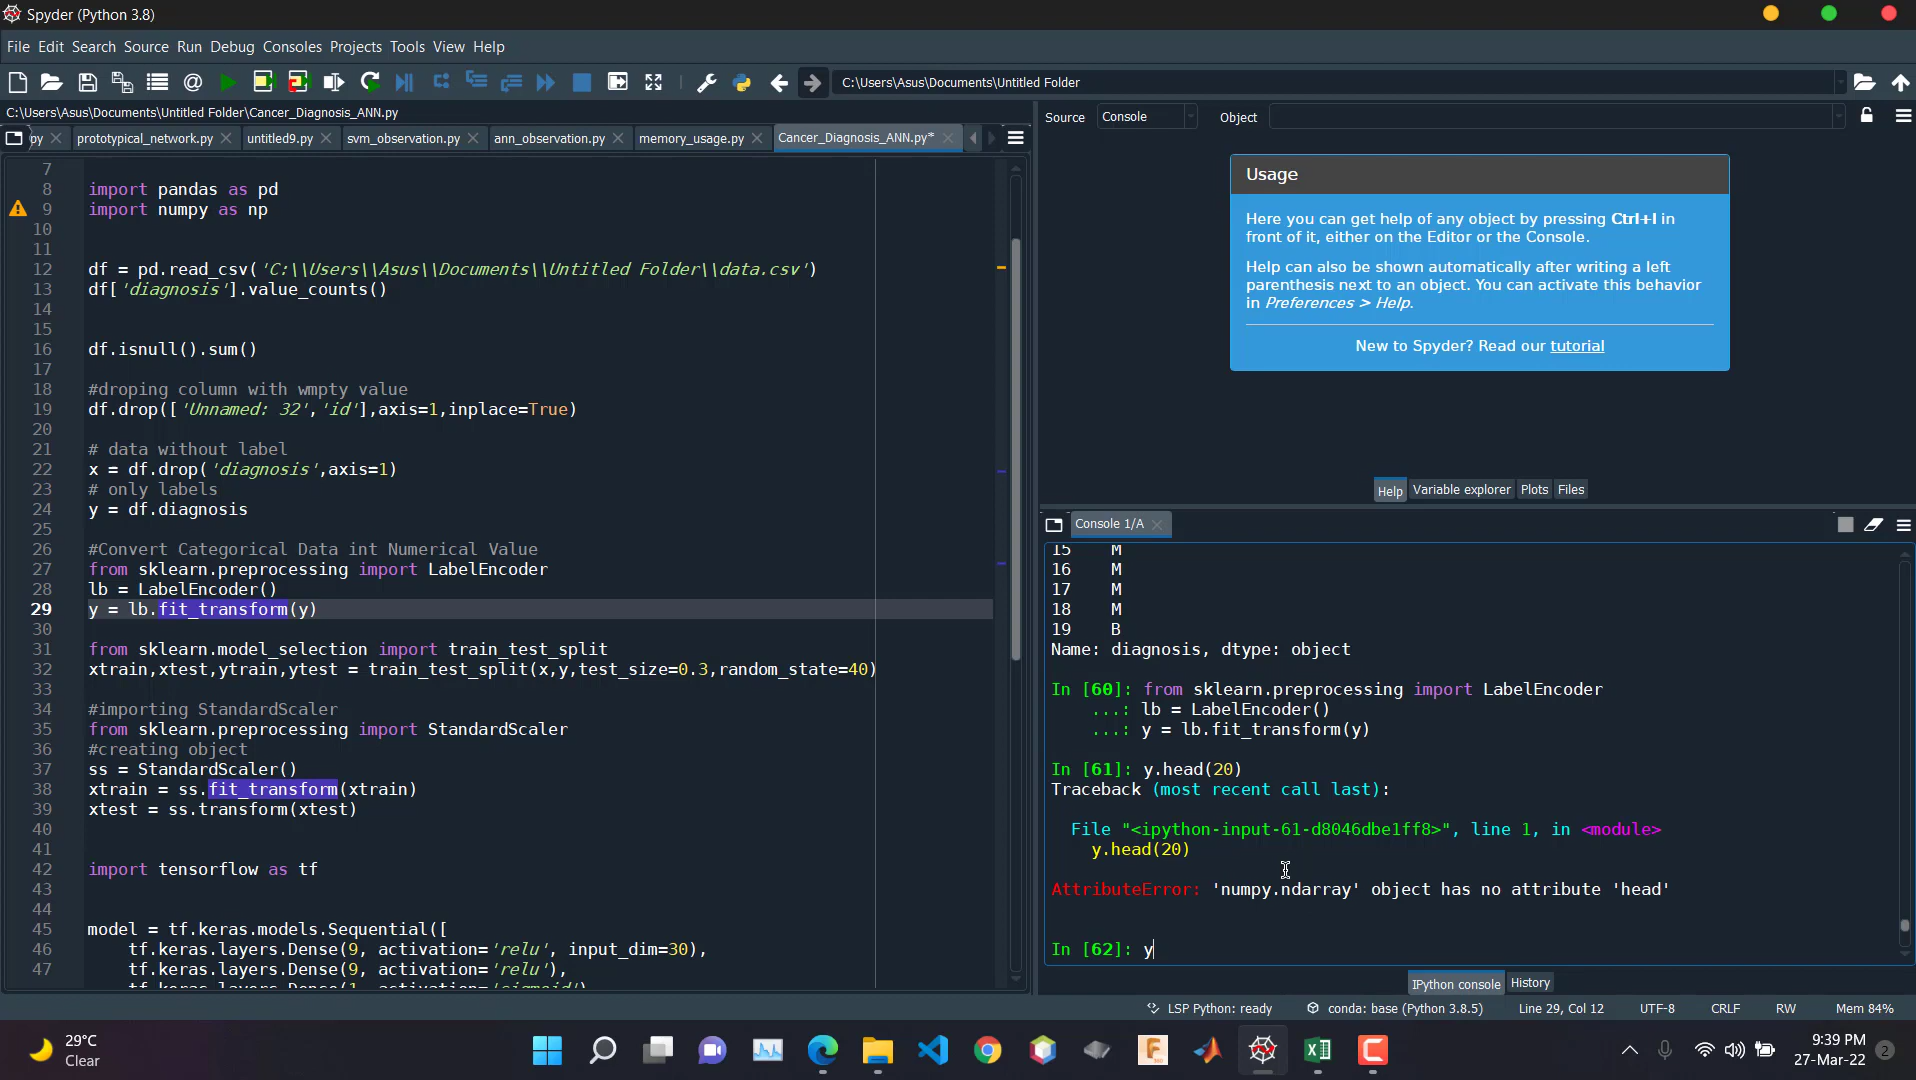 Spyder (Python 3.8)
File Edit Search Source Run Debug Consoles Projects Tools View Help
C:\Users\Asus\Documents\Untitled Folder
C:\Users\Asus\Documents\Untitled Folder\Cancer_Diagnosis_ANN.py
py prototypical_network.py untitled9.py svm_observation.py ann_observation.py memory_usage.py Cancer_Diagnosis_ANN.py*
7
8 import pandas as pd
9 import numpy as np
10
11
12 df = pd.read_csv('C:\\Users\\Asus\\Documents\\Untitled Folder\\data.csv')
13 df['diagnosis'].value_counts()
14
15
16 df.isnull().sum()
17
18 #droping column with wmpty value
19 df.drop(['Unnamed: 32','id'],axis=1,inplace=True)
20
21 # data without label
22 x = df.drop('diagnosis',axis=1)
23 # only labels
24 y = df.diagnosis
25
26 #Convert Categorical Data int Numerical Value
27 from sklearn.preprocessing import LabelEncoder
28 lb = LabelEncoder()
29 y = lb.fit_transform(y)
30
31 from sklearn.model_selection import train_test_split
32 xtrain,xtest,ytrain,ytest = train_test_split(x,y,test_size=0.3,random_state=40)
33
34 #importing StandardScaler
35 from sklearn.preprocessing import StandardScaler
36 #creating object
37 ss = StandardScaler()
38 xtrain = ss.fit_transform(xtrain)
39 xtest = ss.transform(xtest)
40
41
42 import tensorflow as tf
43
44
45 model = tf.keras.models.Sequential([
46 tf.keras.layers.Dense(9, activation='relu', input_dim=30),
47 tf.keras.layers.Dense(9, activation='relu'),
tf.keras.layers.Dense(1, activation='sigmoid')
Source Console Object
Usage
Here you can get help of any object by pressing Ctrl+I in
front of it, either on the Editor or the Console.
Help can also be shown automatically after writing a left
parenthesis next to an object. You can activate this behavior
in Preferences > Help.
New to Spyder? Read our tutorial
Help Variable explorer Plots Files
Console 1/A
15 M
16 M
17 M
18 M
19 B
Name: diagnosis, dtype: object
In [60]: from sklearn.preprocessing import LabelEncoder
...: lb = LabelEncoder()
...: y = lb.fit_transform(y)
In [61]: y.head(20)
Traceback (most recent call last):
File "<ipython-input-61-d8046dbe1ff8>", line 1, in <module>
y.head(20)
AttributeError: 'numpy.ndarray' object has no attribute 'head'
In [62]: y
IPython console History
LSP Python: ready conda: base (Python 3.8.5) Line 29, Col 12 UTF-8 CRLF RW Mem 84%
29°C
Clear
9:39 PM
27-Mar-22
2